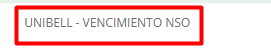 UNIBELL - VENCIMIENTO NSO